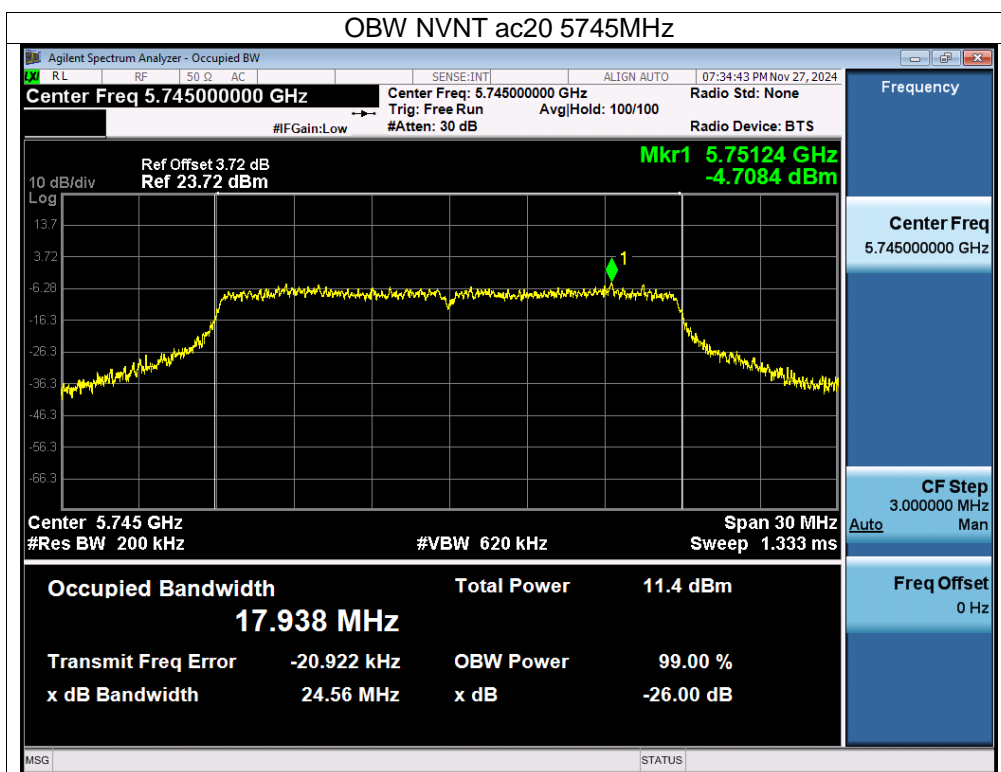 OBW NVNT ac20 5745MHz
Agilent Spectrum Analyzer - Occupied BW
LXI RL RF 50 Ω AC SENSE:INT ALIGN AUTO 07:34:43 PM Nov 27, 2024
Center Freq 5.745000000 GHz
Center Freq: 5.745000000 GHz Radio Std: None
Trig: Free Run Avg|Hold: 100/100
#IFGain:Low #Atten: 30 dB Radio Device: BTS
Frequency
Mkr1 5.75124 GHz
-4.7084 dBm
Ref Offset 3.72 dB
10 dB/div Ref 23.72 dBm
Log
13.7
3.72
-6.28
-16.3
-26.3
-36.3
-46.3
-56.3
-66.3
1
Center 5.745 GHz Span 30 MHz
#Res BW 200 kHz #VBW 620 kHz Sweep 1.333 ms
Occupied Bandwidth Total Power 11.4 dBm
17.938 MHz
Transmit Freq Error -20.922 kHz OBW Power 99.00 %
x dB Bandwidth 24.56 MHz x dB -26.00 dB
Center Freq
5.745000000 GHz
CF Step
3.000000 MHz
Auto Man
Freq Offset
0 Hz
MSG STATUS